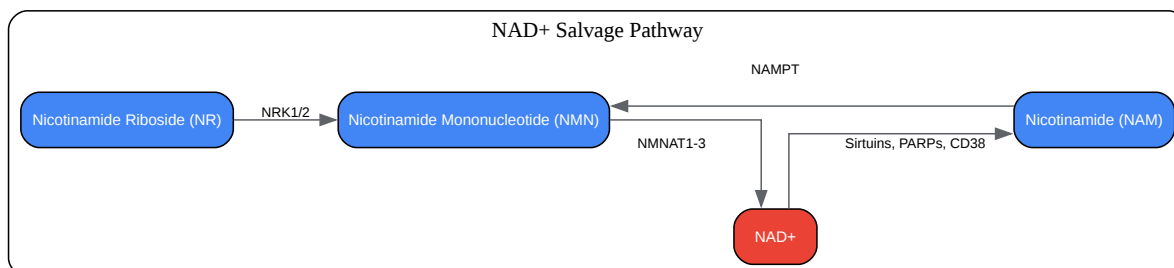 NAD+ Salvage Pathway
NAMPT
Nicotinamide Riboside (NR)
NRK1/2
Nicotinamide Mononucleotide (NMN)
Nicotinamide (NAM)
NMNAT1-3
Sirtuins, PARPs, CD38
NAD+